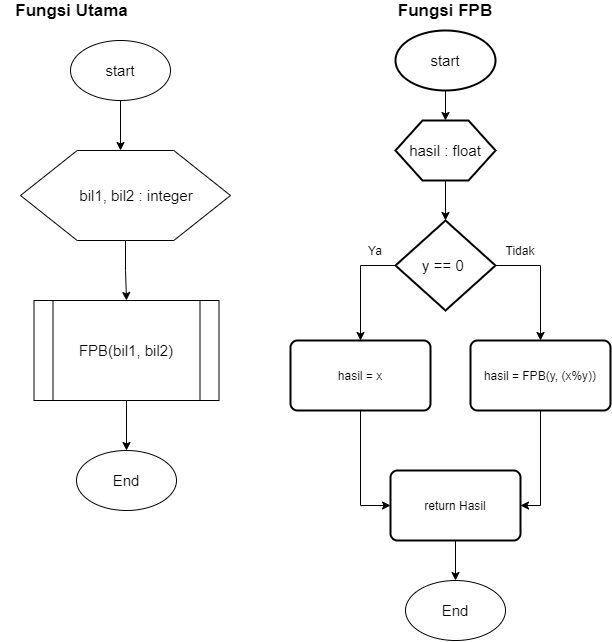 Fungsi Utama
start
bil1, bil2 : integer
FPB(bil1, bil2)
End
Fungsi FPB
start
hasil : float
y == 0
Ya
Tidak
hasil = x
hasil = FPB(y, (x%y))
return Hasil
End